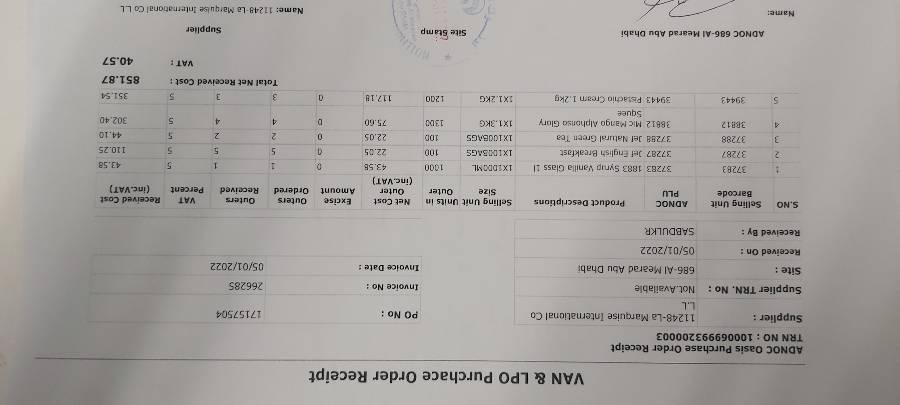 VAN & LPO Purchace Order Receipt
ADNOC Oasis Purchase Order Receipt
TRN NO : 100069993200003
Supplier : 11248-La Marquise International Co L.L
Supplier TRN. No : Not.Available
Site : 686-Al Mearad Abu Dhabi
Received On : 05/01/2022
Received By : SABDULKR
PO No : 17157504
Invoice No : 266285
Invoice Date : 05/01/2022
S.NO Selling Unit Barcode ADNOC PLU Product Descriptions Selling Unit Size Units in Outer Net Cost Outer (inc.VAT) Excise Amount Outers Ordered Outers Received VAT Percent Received Cost (inc.VAT)
1 37283 37283 1883 Syrup Vanilla Glass 1l 1X1000ML 1000 43.58 0 1 1 5 43.58
2 37287 37287 Jef English Breakfast 1X100BAGS 100 22.05 0 5 5 5 110.25
3 37288 37288 Jef Natural Green Tea 1X100BAGS 100 22.05 0 2 2 5 44.10
4 38812 38812 Mic Mango Alphonso Glory Squee 1X1.3KG 1300 75.60 0 4 4 5 302.40
5 39443 39443 Pistachio Cream 1.2kg 1X1.2KG 1200 117.18 0 3 3 5 351.54
Total Net Received Cost : 851.87
VAT : 40.57
ADNOC 686-Al Mearad Abu Dhabi
Site Stamp
Supplier
Name:
Name: 11248-La Marquise International Co L.L